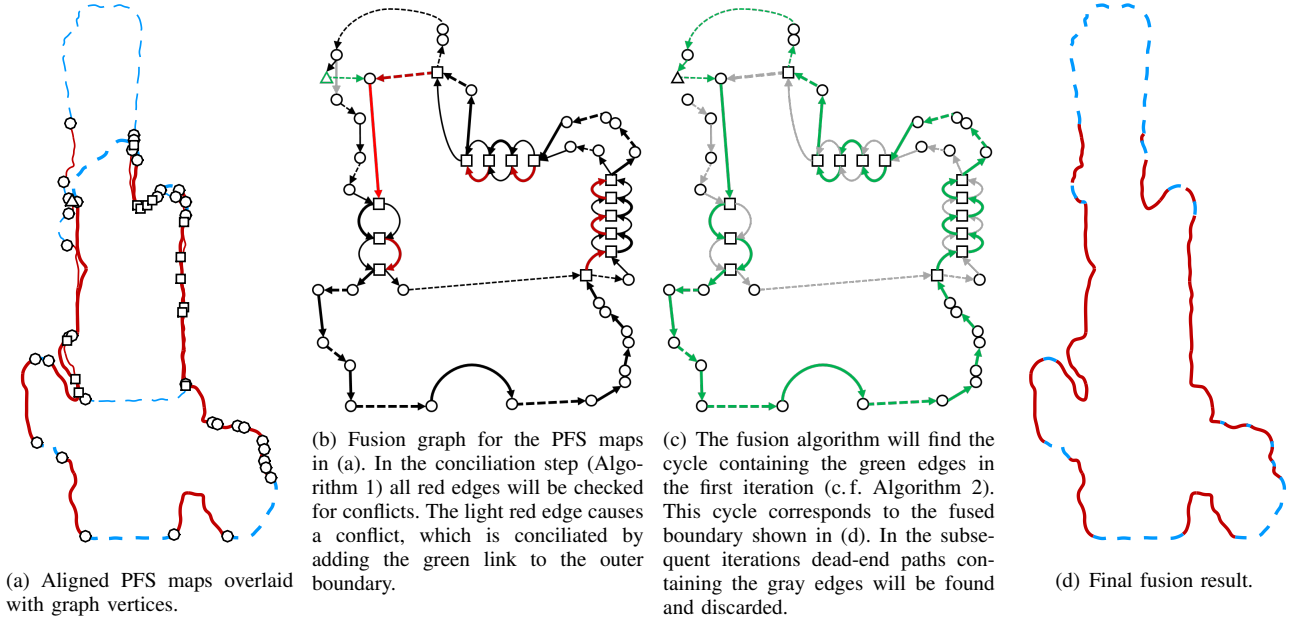 (a) Aligned PFS maps overlaid
with graph vertices.
(b) Fusion graph for the PFS maps
in (a). In the conciliation step (Algo-
rithm 1) all red edges will be checked
for conflicts. The light red edge causes
a conflict, which is conciliated by
adding the green link to the outer
boundary.
(c) The fusion algorithm will find the
cycle containing the green edges in
the first iteration (c. f. Algorithm 2).
This cycle corresponds to the fused
boundary shown in (d). In the subse-
quent iterations dead-end paths con-
taining the gray edges will be found
and discarded.
(d) Final fusion result.